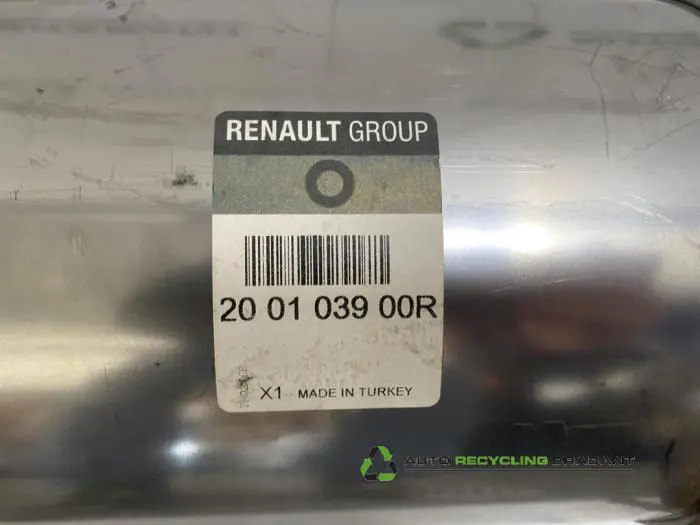 RENAULT GROUP
20 01 039 00R
X1 MADE IN TURKEY
AUTO RECYCLING BRABANT